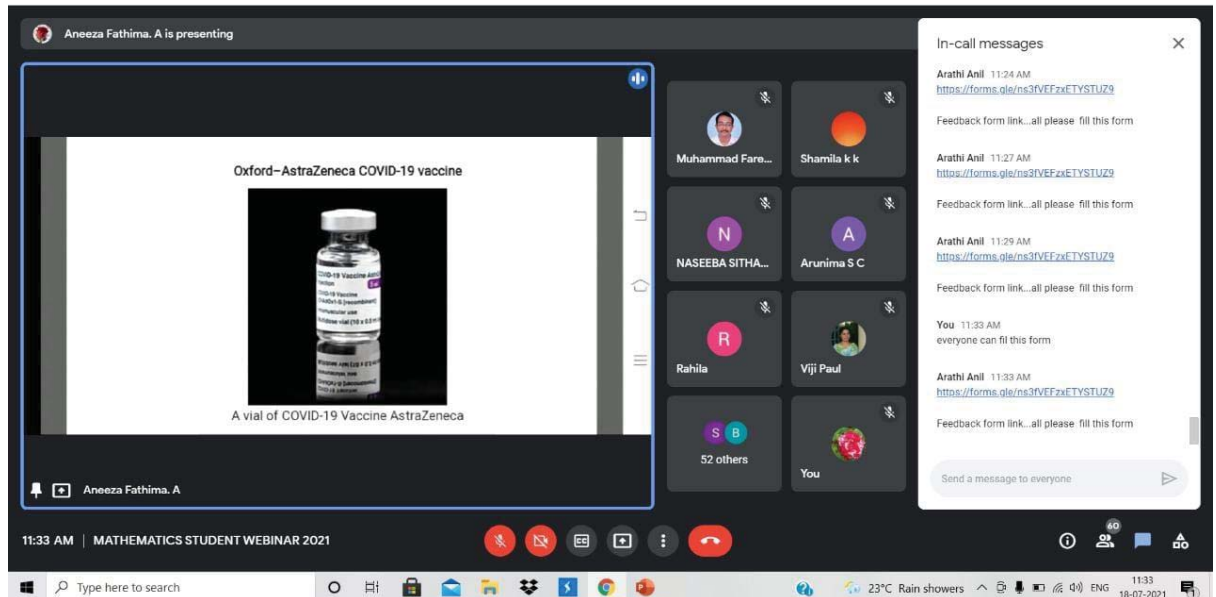 Aneeza Fathima. A is presenting
Oxford–AstraZeneca COVID-19 vaccine
COVID-19 Vaccine
A vial of COVID-19 Vaccine AstraZeneca
Aneeza Fathima. A
Muhammad Fare...
Shamila k k
N
NASEEBA SITHA...
A
Arunima S C
R
Rahila
Viji Paul
S B
52 others
You
In-call messages
Arathi Anil 11:24 AM
https://forms.gle/ns3fVEFzxETYSTUZ9
Feedback form link...all please fill this form
Arathi Anil 11:27 AM
https://forms.gle/ns3fVEFzxETYSTUZ9
Feedback form link...all please fill this form
Arathi Anil 11:29 AM
https://forms.gle/ns3fVEFzxETYSTUZ9
Feedback form link...all please fill this form
You 11:33 AM
everyone can fil this form
Arathi Anil 11:33 AM
https://forms.gle/ns3fVEFzxETYSTUZ9
Feedback form link...all please fill this form
Send a message to everyone
11:33 AM | MATHEMATICS STUDENT WEBINAR 2021
60
Type here to search
23°C Rain showers
ENG
11:33
18-07-2021